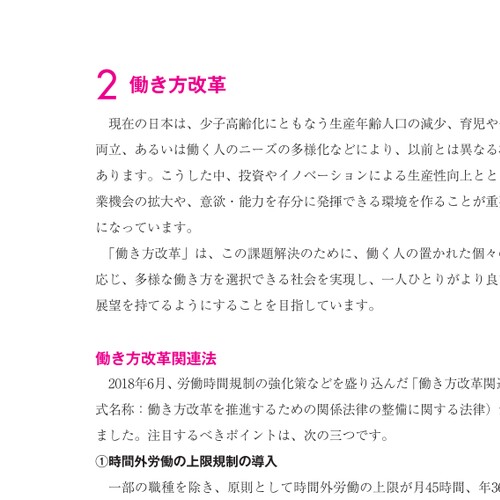 2 働き方改革
現在の日本は、少子高齢化にともなう生産年齢人口の減少、育児や
両立、あるいは働く人のニーズの多様化などにより、以前とは異なる
あります。こうした中、投資やイノベーションによる生産性向上とと
業機会の拡大や、意欲・能力を存分に発揮できる環境を作ることが重
になっています。
「働き方改革」は、この課題解決のために、働く人の置かれた個々
応じ、多様な働き方を選択できる社会を実現し、一人ひとりがより良
展望を持てるようにすることを目指しています。
働き方改革関連法
2018年6月、労働時間規制の強化策などを盛り込んだ「働き方改革関
式名称：働き方改革を推進するための関係法律の整備に関する法律）
ました。注目するべきポイントは、次の三つです。
①時間外労働の上限規制の導入
一部の職種を除き、原則として時間外労働の上限が月45時間、年36